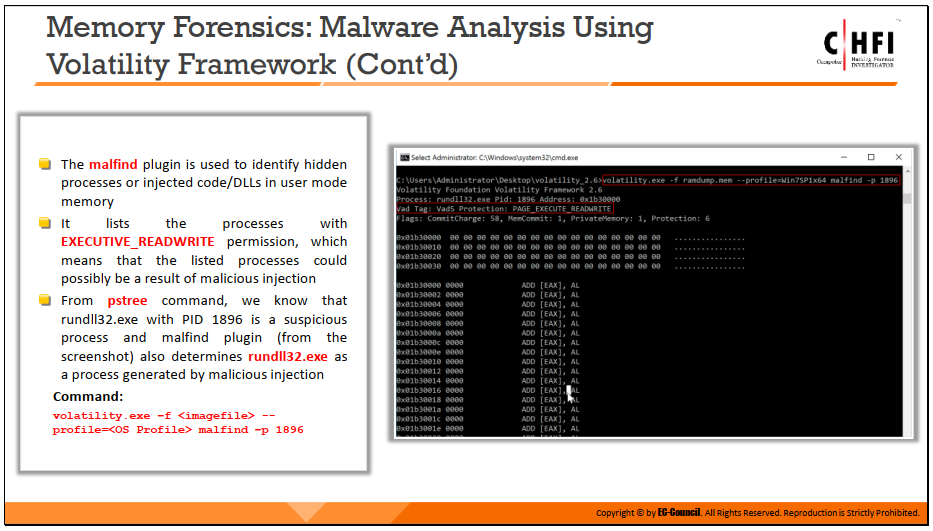 Memory Forensics: Malware Analysis Using
Volatility Framework (Cont'd)
C HFI
Computer Hacking Forensic
INVESTIGATOR
The malfind plugin is used to identify hidden
processes or injected code/DLLs in user mode
memory
It lists the processes with
EXECUTIVE_READWRITE permission, which
means that the listed processes could
possibly be a result of malicious injection
From pstree command, we know that
rundll32.exe with PID 1896 is a suspicious
process and malfind plugin (from the
screenshot) also determines rundll32.exe as
a process generated by malicious injection
Command:
volatility.exe –f <imagefile> --
profile=<OS Profile> malfind –p 1896
Select Administrator: C:\Windows\system32\cmd.exe
C:\Users\Administrator\Desktop\volatility_2.6>volatility.exe -f ramdump.mem --profile=Win7SP1x64 malfind -p 1896
Volatility Foundation Volatility Framework 2.6
Process: rundll32.exe Pid: 1896 Address: 0x1b30000
Vad Tag: VadS Protection: PAGE_EXECUTE_READWRITE
Flags: CommitCharge: 58, MemCommit: 1, PrivateMemory: 1, Protection: 6
0x01b30000 00 00 00 00 00 00 00 00 00 00 00 00 00 00 00 00 ................
0x01b30010 00 00 00 00 00 00 00 00 00 00 00 00 00 00 00 00 ................
0x01b30020 00 00 00 00 00 00 00 00 00 00 00 00 00 00 00 00 ................
0x01b30030 00 00 00 00 00 00 00 00 00 00 00 00 00 00 00 00 ................
0x01b30000 0000 ADD [EAX], AL
0x01b30002 0000 ADD [EAX], AL
0x01b30004 0000 ADD [EAX], AL
0x01b30006 0000 ADD [EAX], AL
0x01b30008 0000 ADD [EAX], AL
0x01b3000a 0000 ADD [EAX], AL
0x01b3000c 0000 ADD [EAX], AL
0x01b3000e 0000 ADD [EAX], AL
0x01b30010 0000 ADD [EAX], AL
0x01b30012 0000 ADD [EAX], AL
0x01b30014 0000 ADD [EAX], AL
0x01b30016 0000 ADD [EAX], AL
0x01b30018 0000 ADD [EAX], AL
0x01b3001a 0000 ADD [EAX], AL
0x01b3001c 0000 ADD [EAX], AL
0x01b3001e 0000 ADD [EAX], AL
Copyright © by EC-Council. All Rights Reserved. Reproduction is Strictly Prohibited.